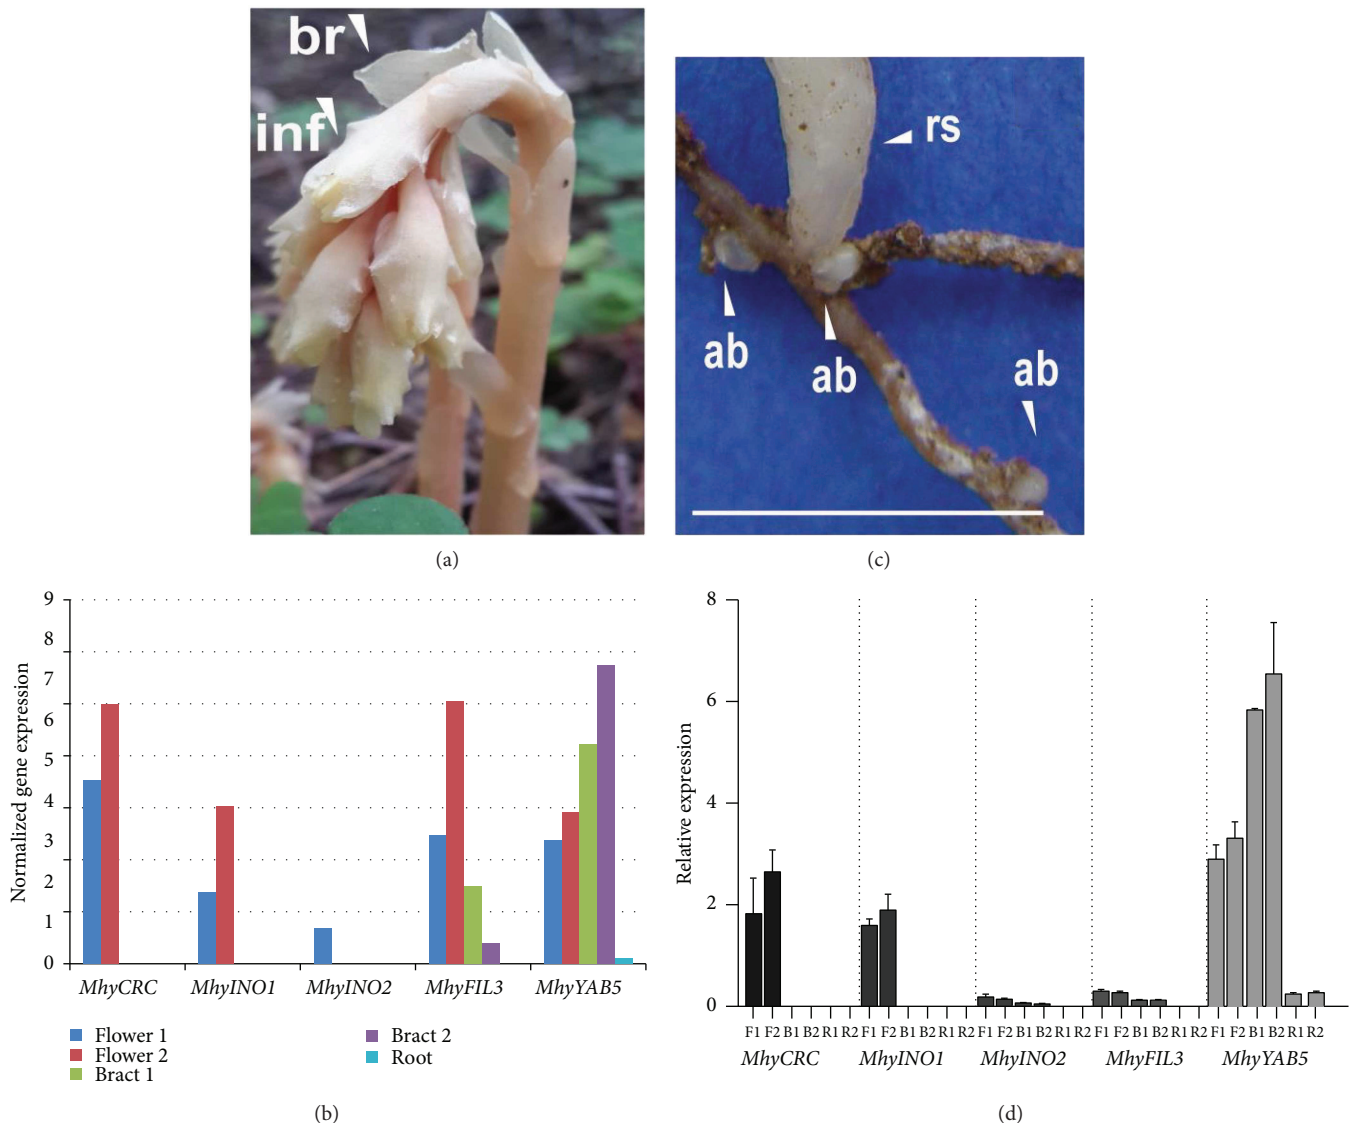 br
inf
rs
ab
ab
ab
(a)
(c)
9
8
7
6
5
4
3
2
1
0
Normalized gene expression
MhyCRC
MhyINO1
MhyINO2
MhyFIL3
MhyYAB5
Flower 1
Flower 2
Bract 1
Bract 2
Root
(b)
8
6
4
2
0
Relative expression
F1 F2 B1 B2 R1 R2 F1 F2 B1 B2 R1 R2 F1 F2 B1 B2 R1 R2 F1 F2 B1 B2 R1 R2 F1 F2 B1 B2 R1 R2
MhyCRC
MhyINO1
MhyINO2
MhyFIL3
MhyYAB5
(d)